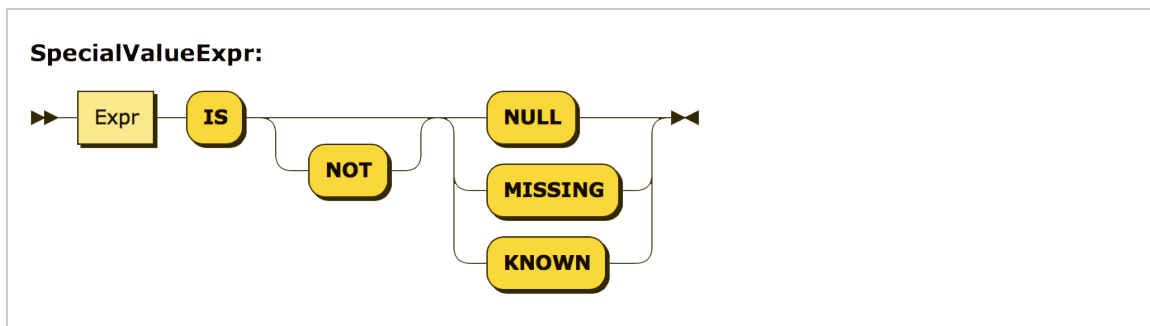 SpecialValueExpr:
Expr IS NULL
NOT
MISSING
KNOWN